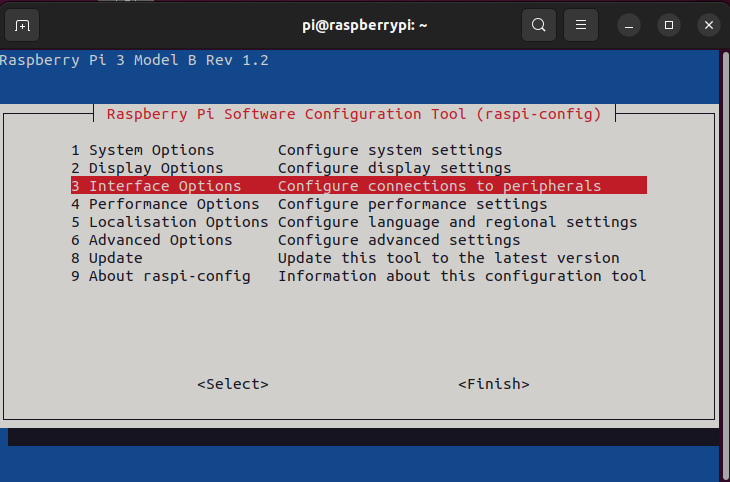 pi@raspberrypi: ~
Raspberry Pi 3 Model B Rev 1.2
Raspberry Pi Software Configuration Tool (raspi-config)
1 System Options Configure system settings
2 Display Options Configure display settings
3 Interface Options Configure connections to peripherals
4 Performance Options Configure performance settings
5 Localisation Options Configure language and regional settings
6 Advanced Options Configure advanced settings
8 Update Update this tool to the latest version
9 About raspi-config Information about this configuration tool
<Select> <Finish>